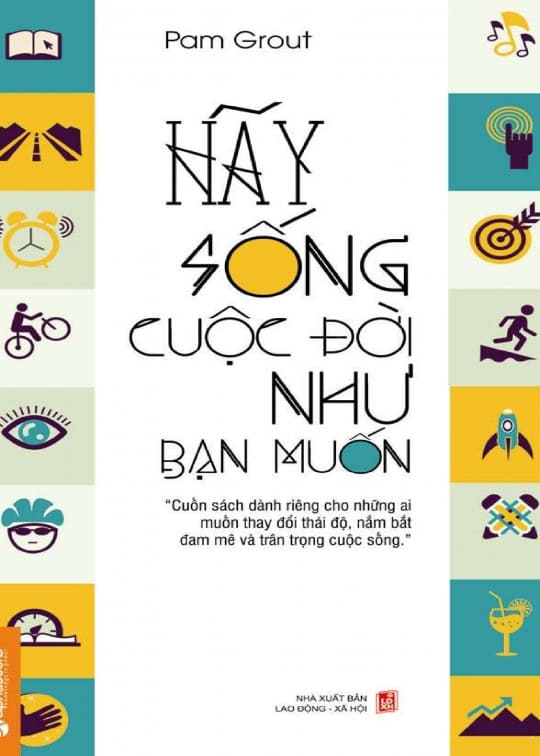 Pam Grout
HÃY
SỐNG
CUỘC ĐỜI
NHƯ
BẠN MUỐN
“Cuốn sách dành riêng cho những ai
muốn thay đổi thái độ, nắm bắt
đam mê và trân trọng cuộc sống.”
NHÀ XUẤT BẢN
LAO ĐỘNG - XÃ HỘI